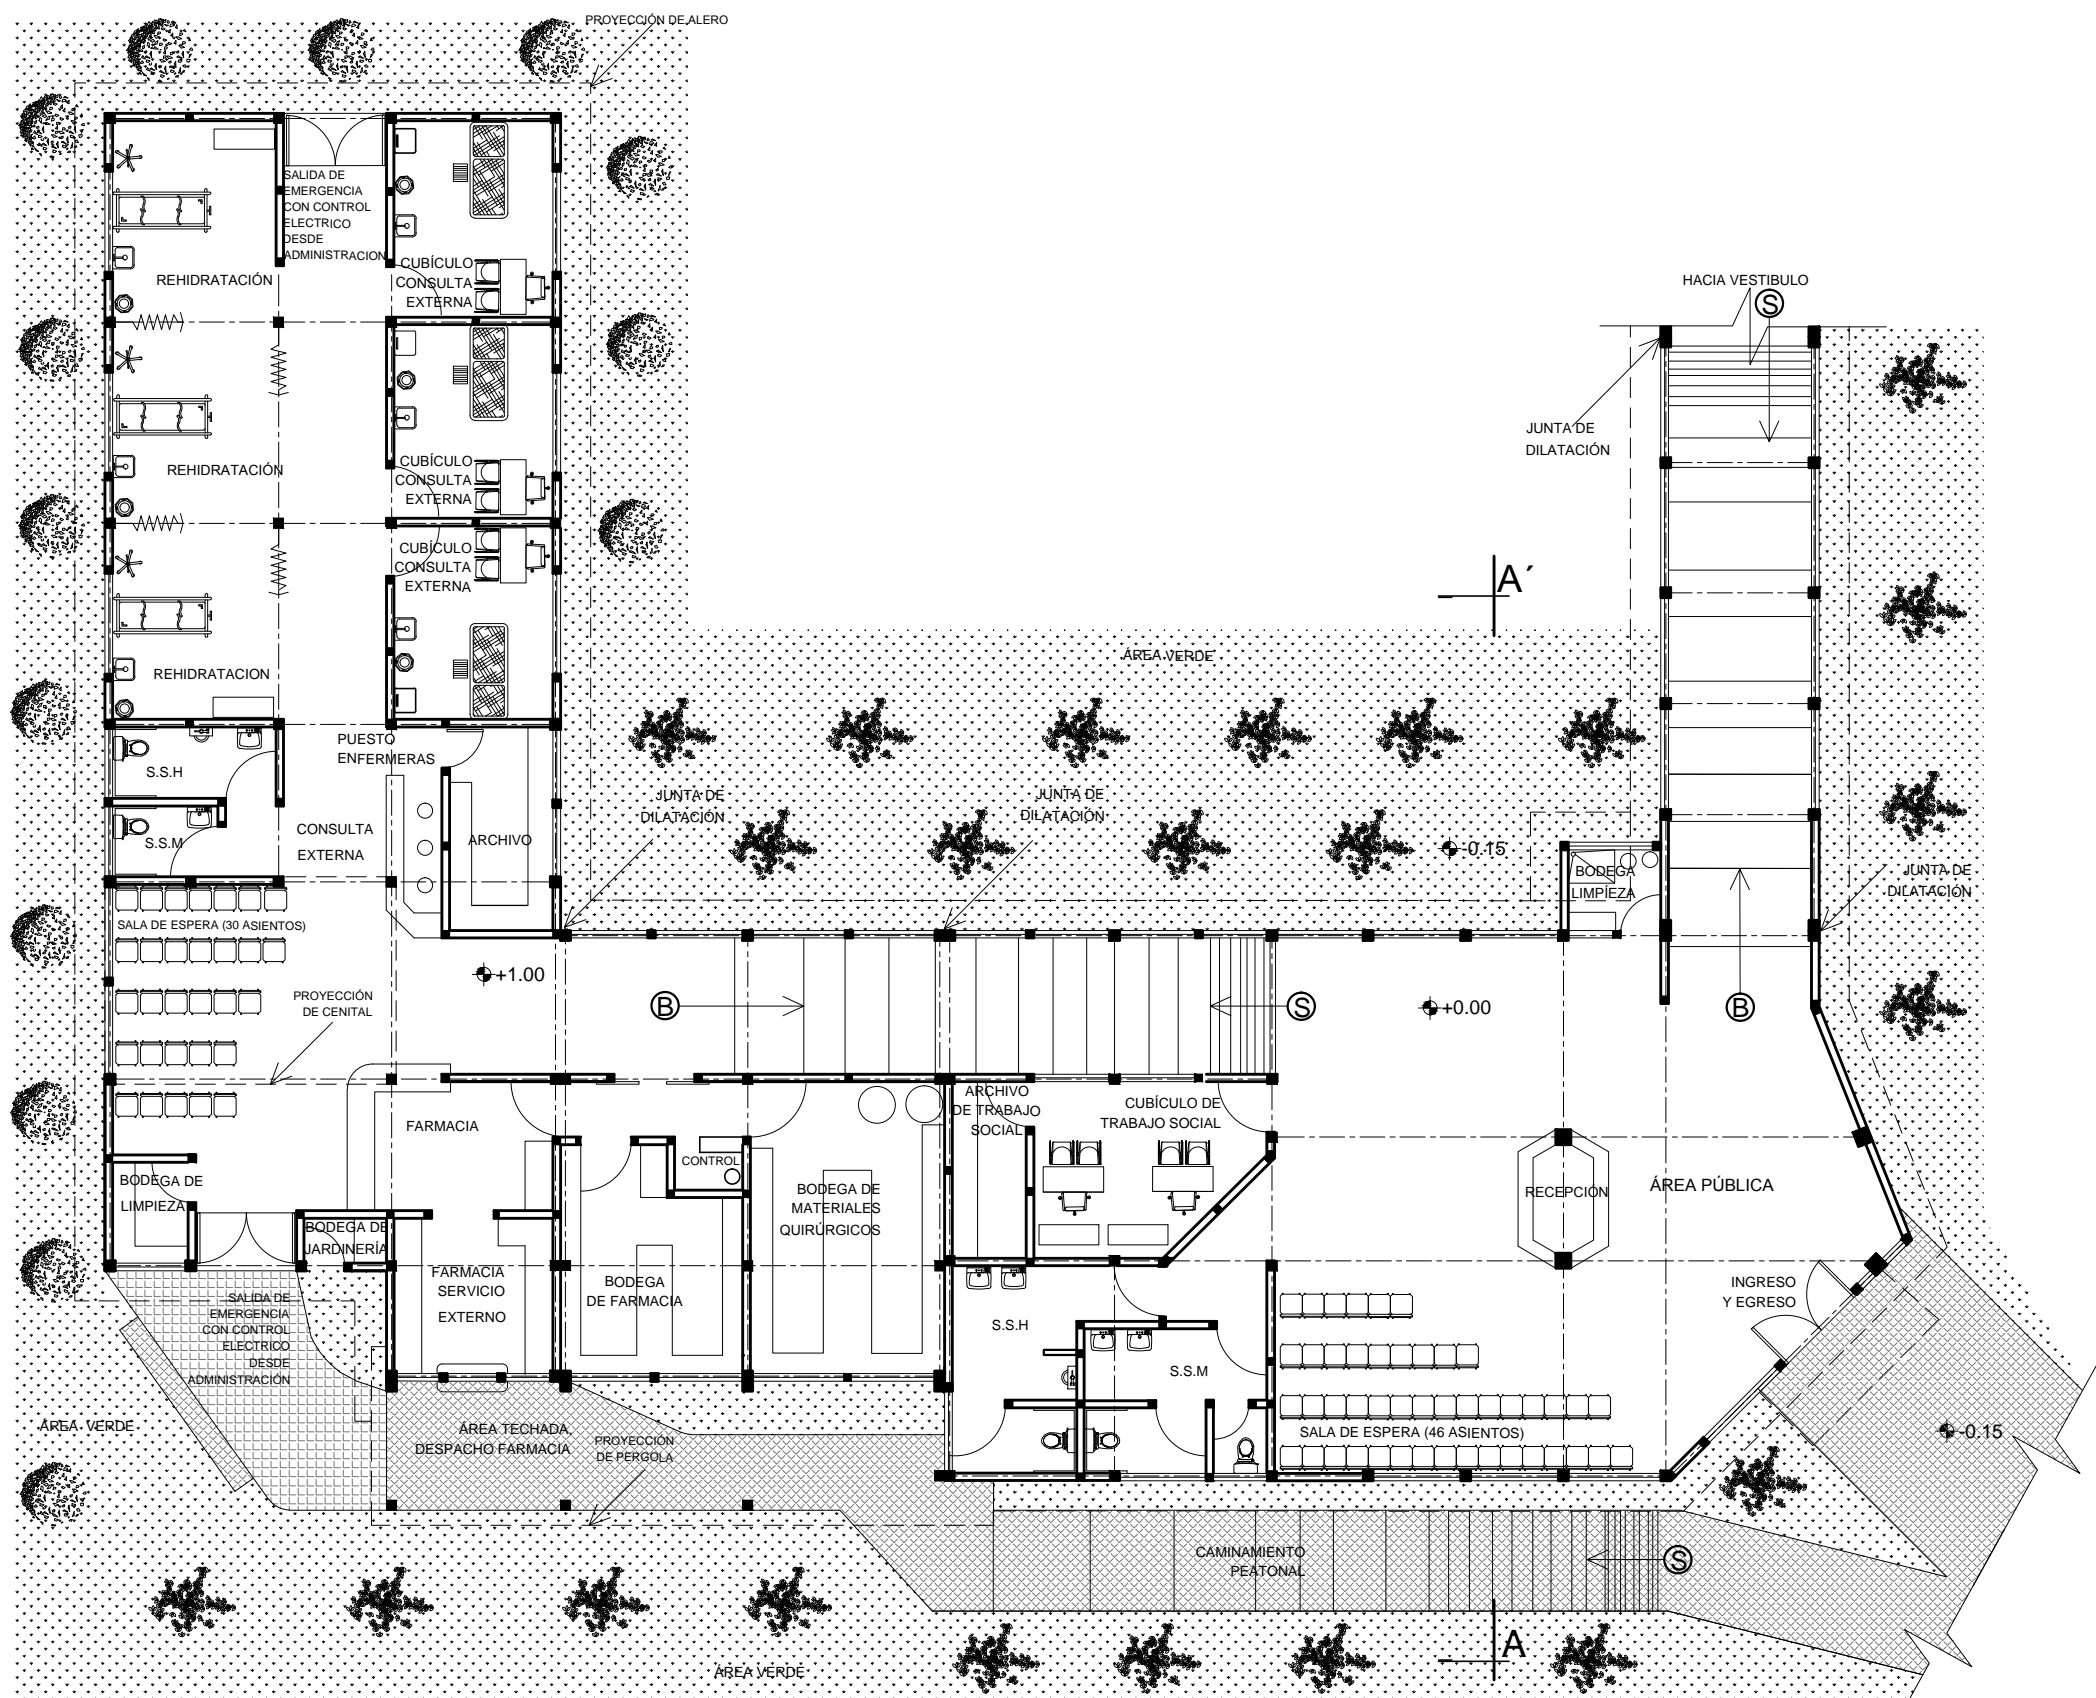 PROYECCIÓN DE ALERO
SALIDA DE
EMERGENCIA
CON CONTROL
ELECTRICO
DESDE
ADMINISTRACION
REHIDRATACIÓN
CUBÍCULO
CONSULTA
EXTERNA
HACIA VESTIBULO
S
JUNTA DE
DILATACIÓN
REHIDRATACIÓN
CUBÍCULO
CONSULTA
EXTERNA
CUBÍCULO
CONSULTA
EXTERNA
A´
REHIDRATACION
ÁREA VERDE
PUESTO
ENFERMERAS
S.S.H
S.S.M
CONSULTA
EXTERNA
ARCHIVO
JUNTA DE
DILATACIÓN
JUNTA DE
DILATACIÓN
-0.15
BODEGA
LIMPÍEZA
JUNTA DE
DILATACIÓN
SALA DE ESPERA (30 ASIENTOS)
+1.00
PROYECCIÓN
DE CENITAL
B
S
+0.00
B
FARMACIA
CONTROL
ARCHIVO
DE TRABAJO
SOCIAL
CUBÍCULO DE
TRABAJO SOCIAL
BODEGA DE
LIMPIEZA
BODEGA DE
MATERIALES
QUIRÚRGICOS
RECEPCIÓN
ÁREA PÚBLICA
BODEGA DE
JARDINERÍA
FARMACIA
SERVICIO
EXTERNO
BODEGA
DE FARMACIA
INGRESO
Y EGRESO
SALIDA DE
EMERGENCIA
CON CONTROL
ELECTRICO
DESDE
ADMINISTRACIÓN
S.S.H
S.S.M
ÁREA VERDE
ÁREA TECHADA,
DESPACHO FARMACIA
PROYECCIÓN
DE PERGOLA
SALA DE ESPERA (46 ASIENTOS)
-0.15
CAMINAMIENTO
PEATONAL
S
A
ÁREA VERDE